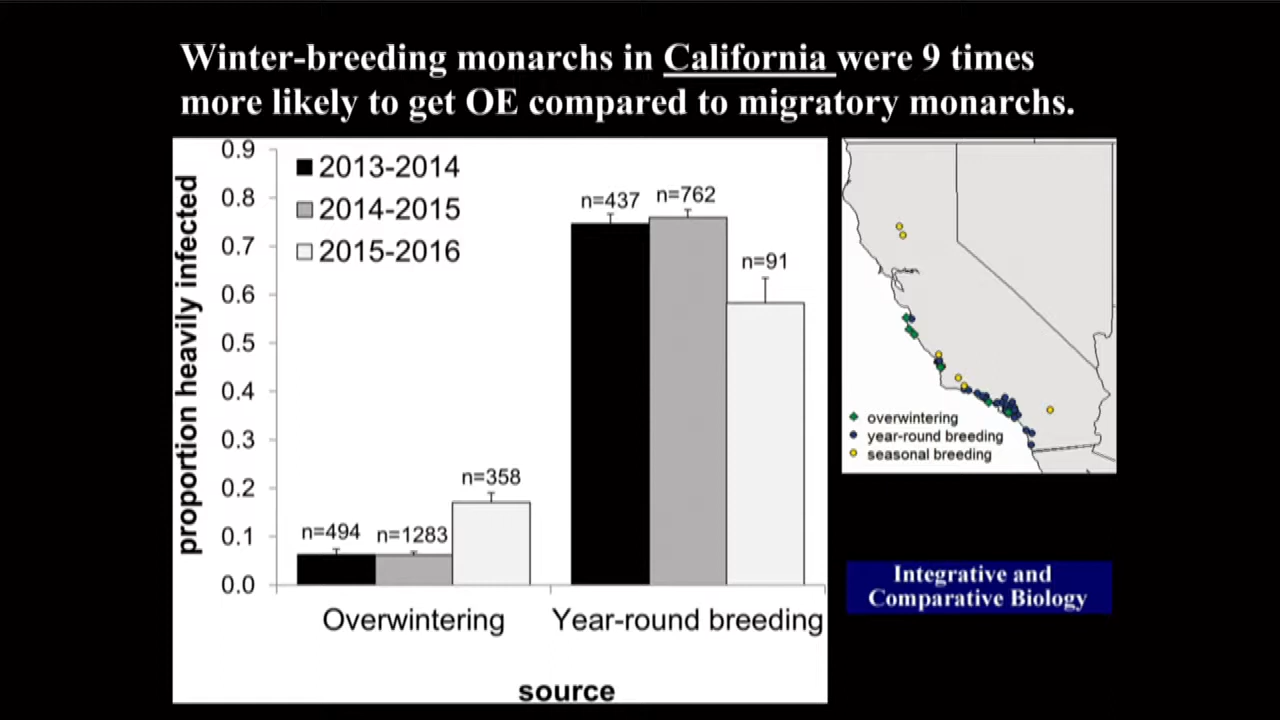 Winter-breeding monarchs in California were 9 times
more likely to get OE compared to migratory monarchs.
proportion heavily infected
0.9
0.8
0.7
0.6
0.5
0.4
0.3
0.2
0.1
0.0
2013-2014
2014-2015
2015-2016
n=494
n=1283
n=358
n=437
n=762
n=91
Overwintering
Year-round breeding
source
overwintering
year-round breeding
seasonal breeding
Integrative and
Comparative Biology